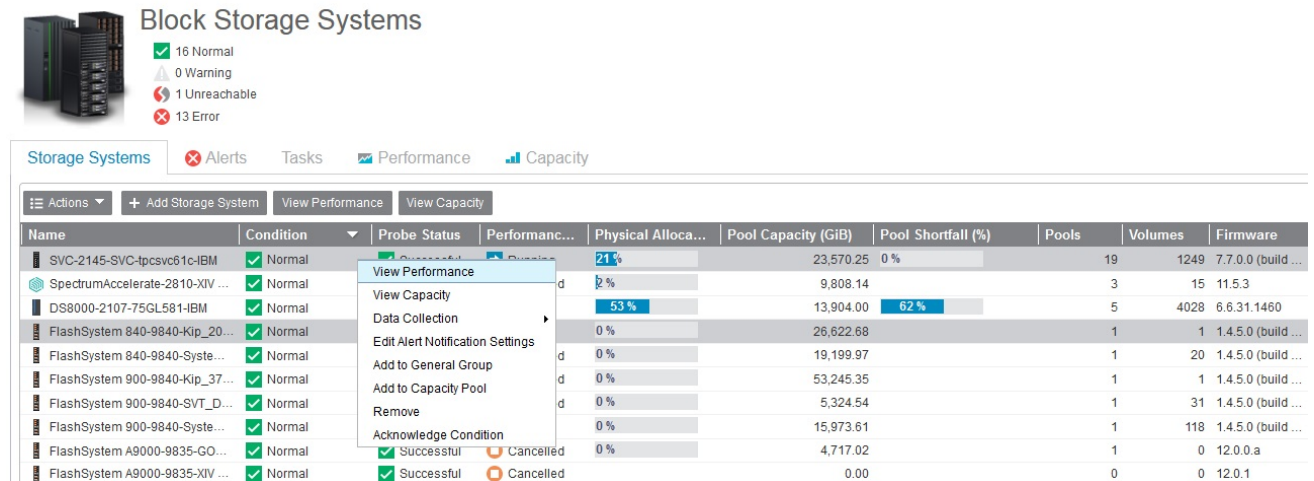 Block Storage Systems
16 Normal
0 Warning
1 Unreachable
13 Error
Storage Systems Alerts Tasks Performance Capacity
Actions + Add Storage System View Performance View Capacity
Name Condition Probe Status Performanc... Physical Alloca... Pool Capacity (GiB) Pool Shortfall (%) Pools Volumes Firmware
SVC-2145-SVC-tpcsvc61c-IBM Normal 21 % 23,570.25 0 % 19 1249 7.7.0.0 (build ...
View Performance
SpectrumAccelerate-2810-XIV ... Normal d 2 % 9,808.14 3 15 11.5.3
View Capacity
DS8000-2107-75GL581-IBM Normal 53 % 13,904.00 62 % 5 4028 6.6.31.1460
Data Collection
FlashSystem 840-9840-Kip_20... Normal 0 % 26,622.68 1 1 1.4.5.0 (build ...
Edit Alert Notification Settings
FlashSystem 840-9840-Syste... Normal d 0 % 19,199.97 1 20 1.4.5.0 (build ...
Add to General Group
FlashSystem 900-9840-Kip_37... Normal d 0 % 53,245.35 1 1 1.4.5.0 (build ...
Add to Capacity Pool
FlashSystem 900-9840-SVT_D... Normal d 0 % 5,324.54 1 31 1.4.5.0 (build ...
Remove
FlashSystem 900-9840-Syste... Normal 0 % 15,973.61 1 118 1.4.5.0 (build ...
Acknowledge Condition
FlashSystem A9000-9835-GO... Normal Successful Cancelled 0 % 4,717.02 1 0 12.0.0.a
FlashSystem A9000-9835-XIV ... Normal Successful Cancelled 0.00 0 0 12.0.1